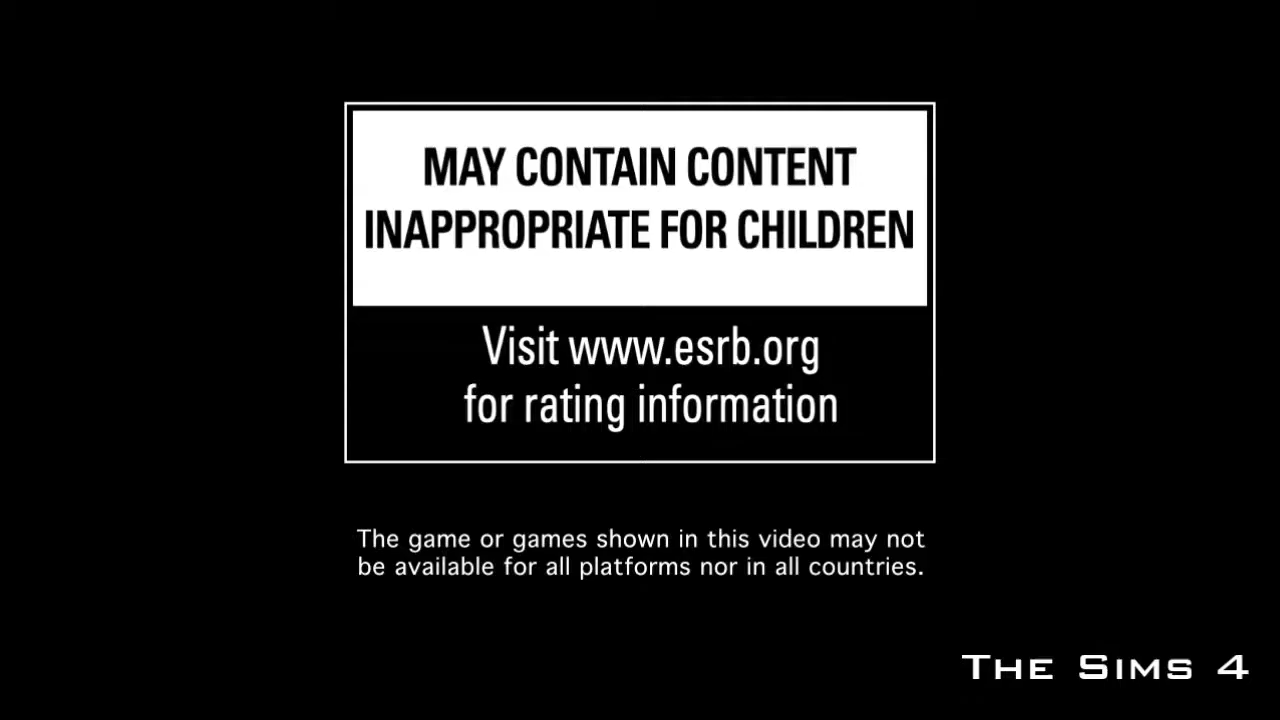 MAY CONTAIN CONTENT
INAPPROPRIATE FOR CHILDREN
Visit www.esrb.org
for rating information
The game or games shown in this video may not
be available for all platforms nor in all countries.
THE SIMS 4